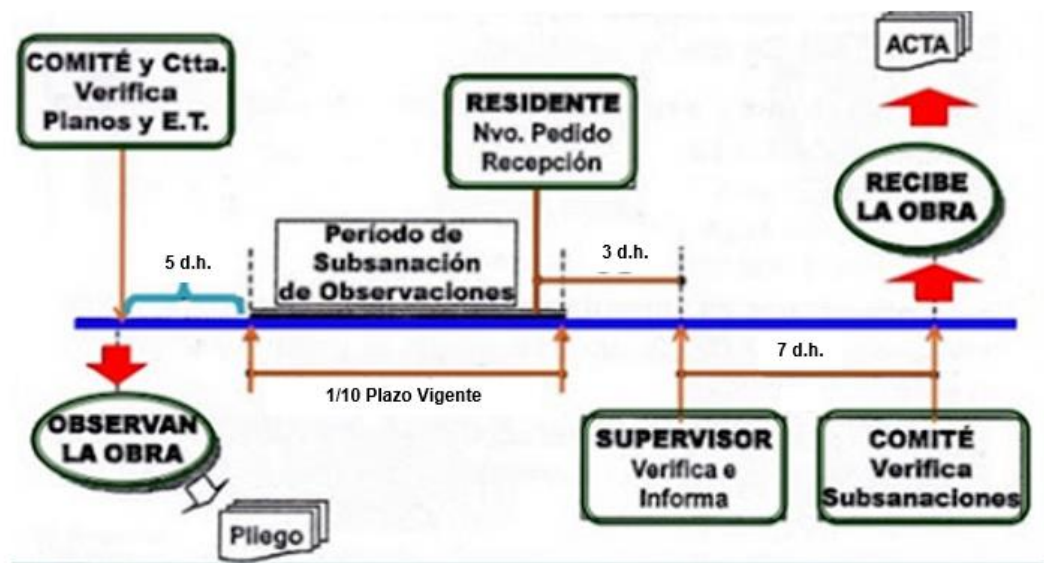 COMITÉ y Ctta.
Verifica
Planos y E.T.
RESIDENTE
Nvo. Pedido
Recepción
ACTA
RECIBE
LA OBRA
5 d.h.
Período de
Subsanación
de Observaciones
3 d.h.
1/10 Plazo Vigente
7 d.h.
OBSERVAN
LA OBRA
Pliego
SUPERVISOR
Verifica e
Informa
COMITÉ
Verifica
Subsanaciones